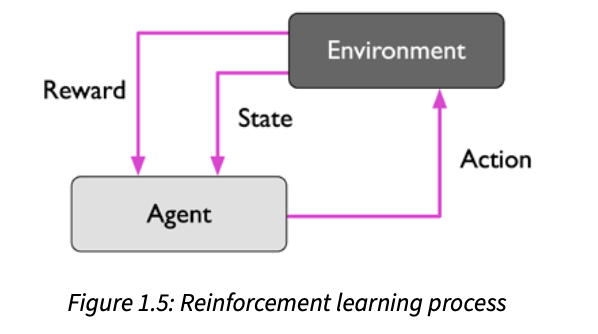 Environment
Reward
State
Action
Agent
Figure 1.5: Reinforcement learning process